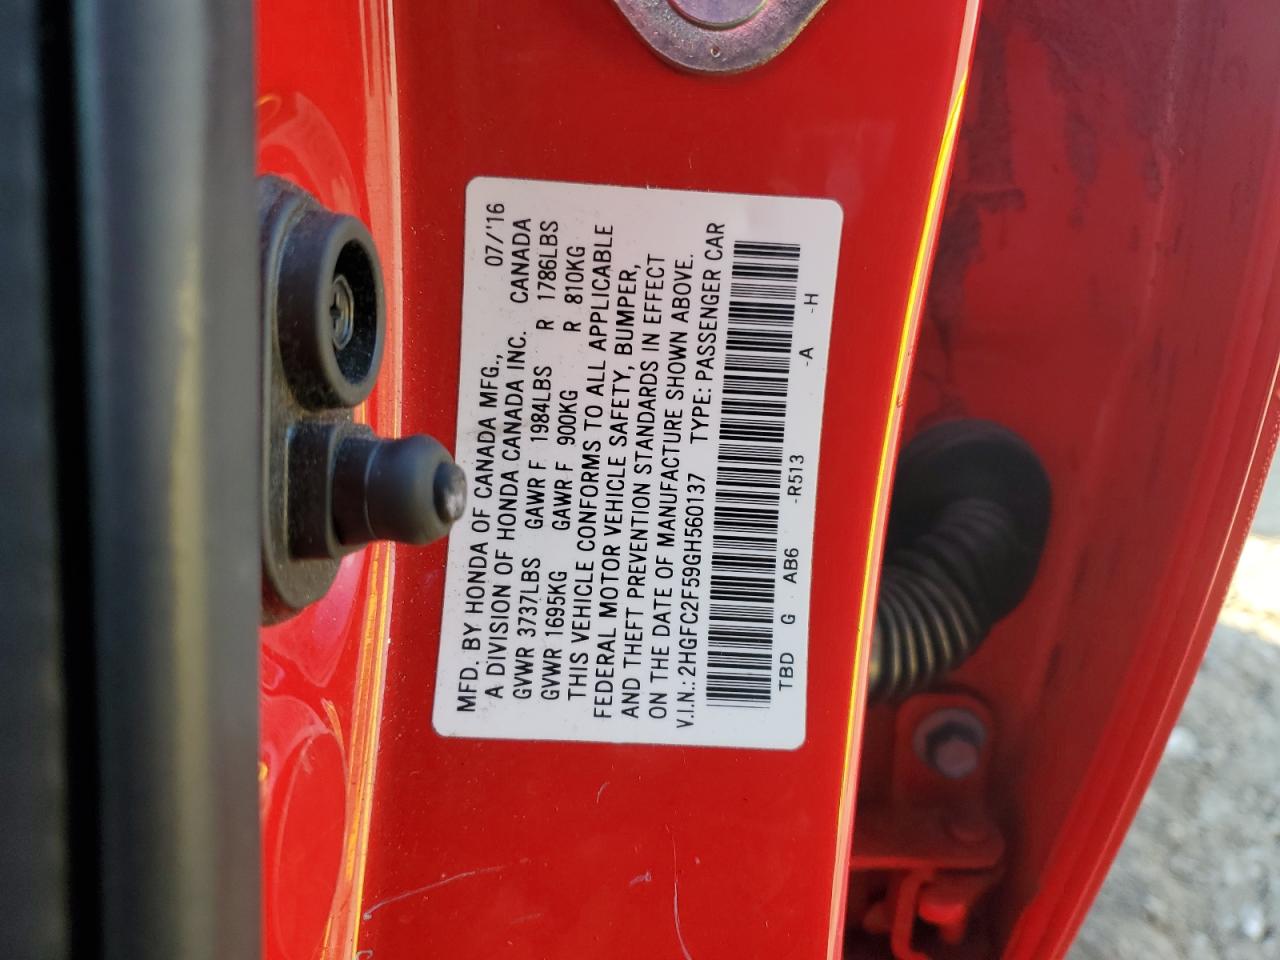 MFD. BY HONDA OF CANADA MFG., 07/'16
A DIVISION OF HONDA CANADA INC. CANADA
GVWR 3737LBS GAWR F 1984LBS R 1786LBS
GVWR 1695KG GAWR F 900KG R 810KG
THIS VEHICLE CONFORMS TO ALL APPLICABLE
FEDERAL MOTOR VEHICLE SAFETY, BUMPER,
AND THEFT PREVENTION STANDARDS IN EFFECT
ON THE DATE OF MANUFACTURE SHOWN ABOVE.
V.I.N.: 2HGFC2F59GH560137 TYPE: PASSENGER CAR
TBD G AB6 -R513 -A -H